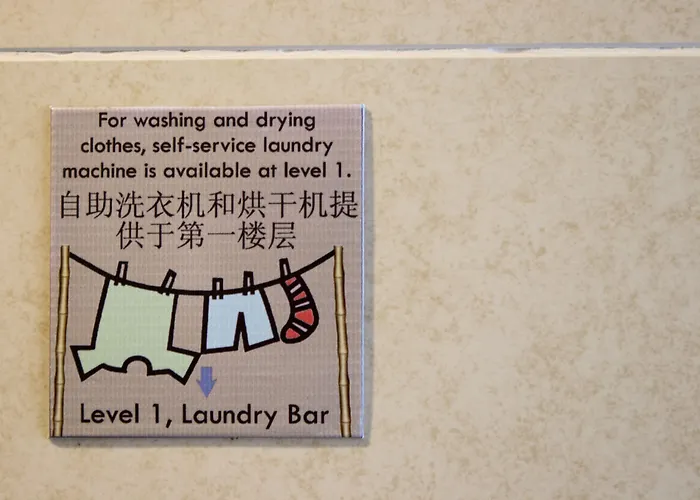 For washing and drying
clothes, self-service laundry
machine is available at level 1.
自助洗衣机和烘干机提
供于第一楼层
Level 1, Laundry Bar